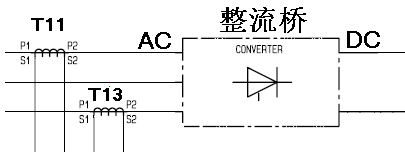 整流桥
T11
AC
CONVERTER
DC
P1 P2
S1 S2
T13
P1 P2
S1 S2